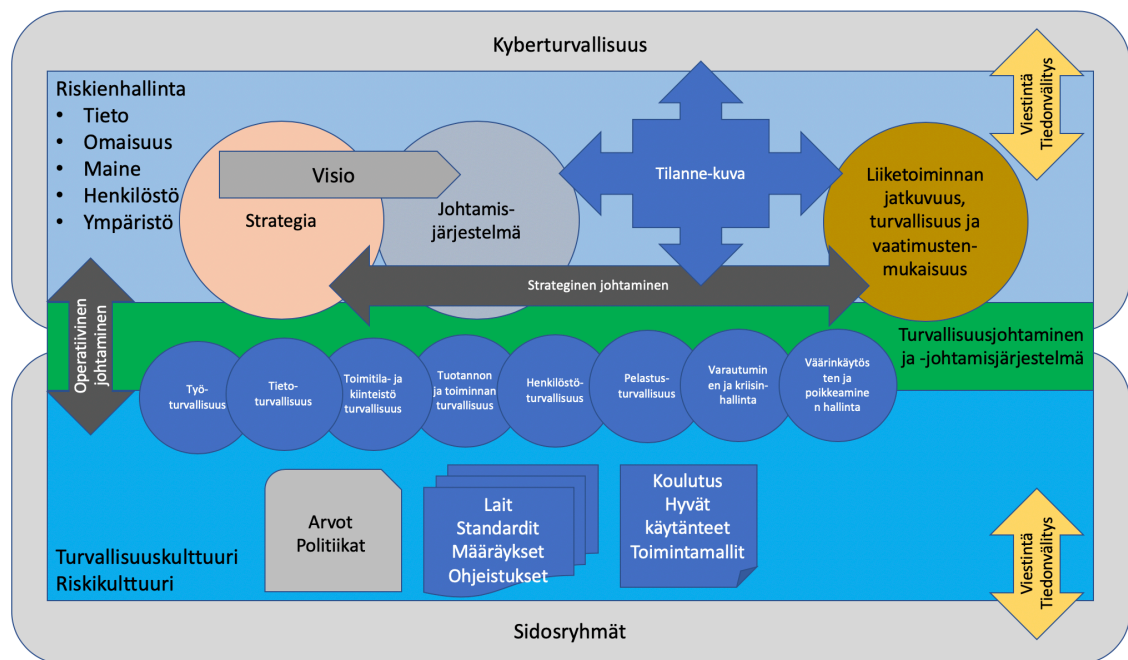 Kyberturvallisuus
Viestintä
Tiedonvälitys
Riskienhallinta
• Tieto
• Omaisuus
• Maine
• Henkilöstö
• Ympäristö
Visio
Strategia
Johtamis-
järjestelmä
Tilanne-kuva
Liiketoiminnan
jatkuvuus,
turvallisuus ja
vaatimusten-
mukaisuus
Strateginen johtaminen
Operatiivinen
johtaminen
Turvallisuusjohtaminen
ja -johtamisjärjestelmä
Työ-
turvallisuus
Tieto-
turvallisuus
Toimitila- ja
kiinteistö
turvallisuus
Tuotannon
ja toiminnan
turvallisuus
Henkilöstö-
turvallisuus
Pelastus-
turvallisuus
Varautumin
en ja kriisin-
hallinta
Väärinkäytös
ten ja
poikkeamine
n hallinta
Arvot
Politiikat
Lait
Standardit
Määräykset
Ohjeistukset
Koulutus
Hyvät
käytänteet
Toimintamallit
Turvallisuuskulttuuri
Riskikulttuuri
Viestintä
Tiedonvälitys
Sidosryhmät